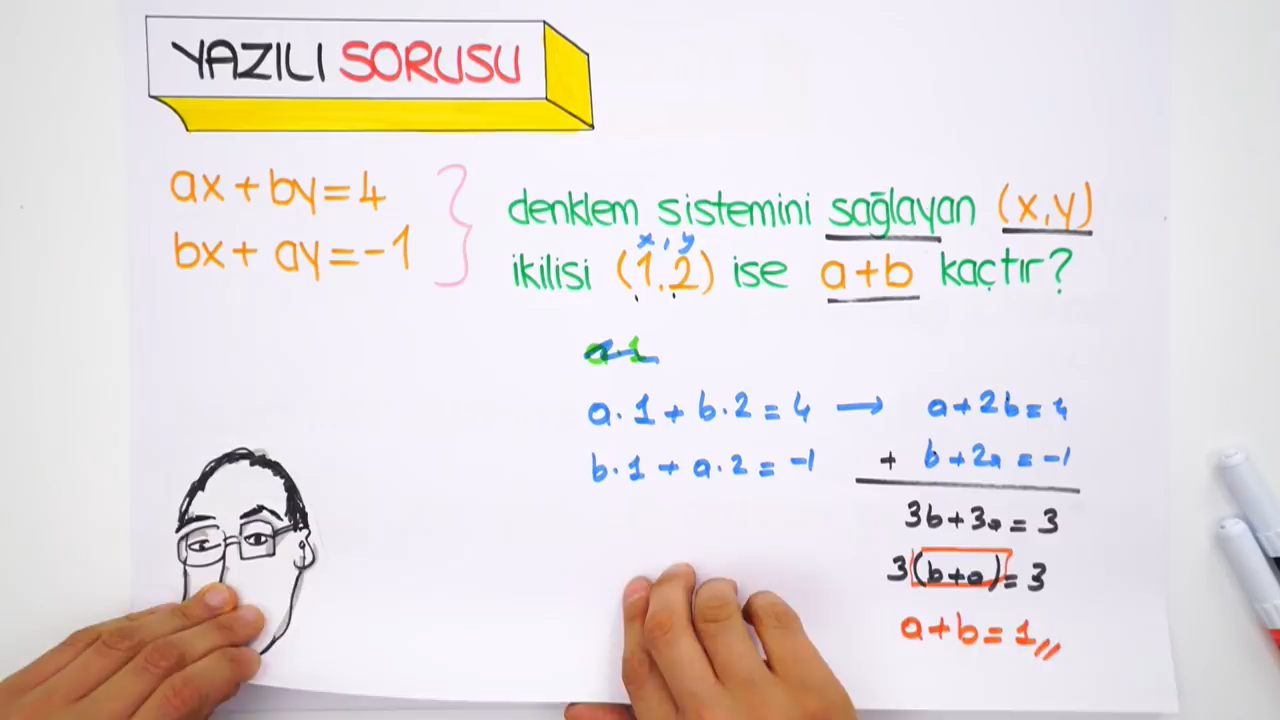 YAZILI SORUSU
ax + by = 4
bx + ay = -1
denklem sistemini sağlayan (x,y)
x, y
ikilisi (1,2) ise a+b kaçtır?
a.1
a.1 + b.2 = 4 → a+2b = 4
b.1 + a.2 = -1 + b+2a = -1
3b+3a = 3
3(b+a) = 3
a+b = 1